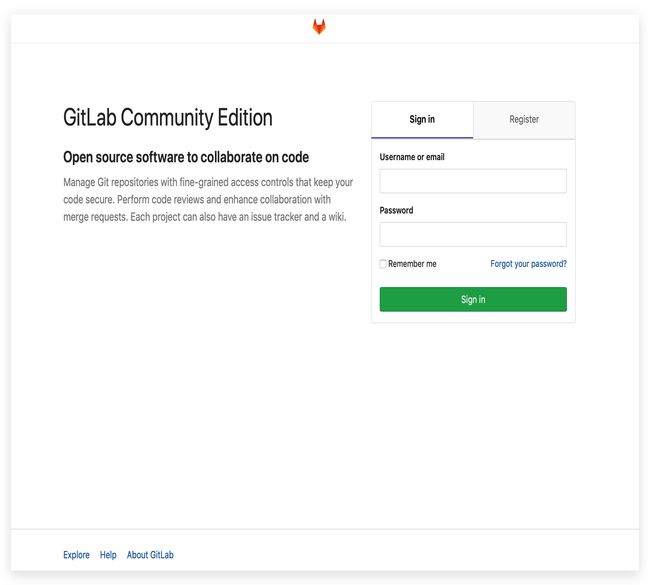 GitLab Community Edition
Open source software to collaborate on code
Manage Git repositories with fine-grained access controls that keep your
code secure. Perform code reviews and enhance collaboration with
merge requests. Each project can also have an issue tracker and a wiki.
Sign in
Register
Username or email
Password
Remember me
Forgot your password?
Sign in
Explore
Help
About GitLab